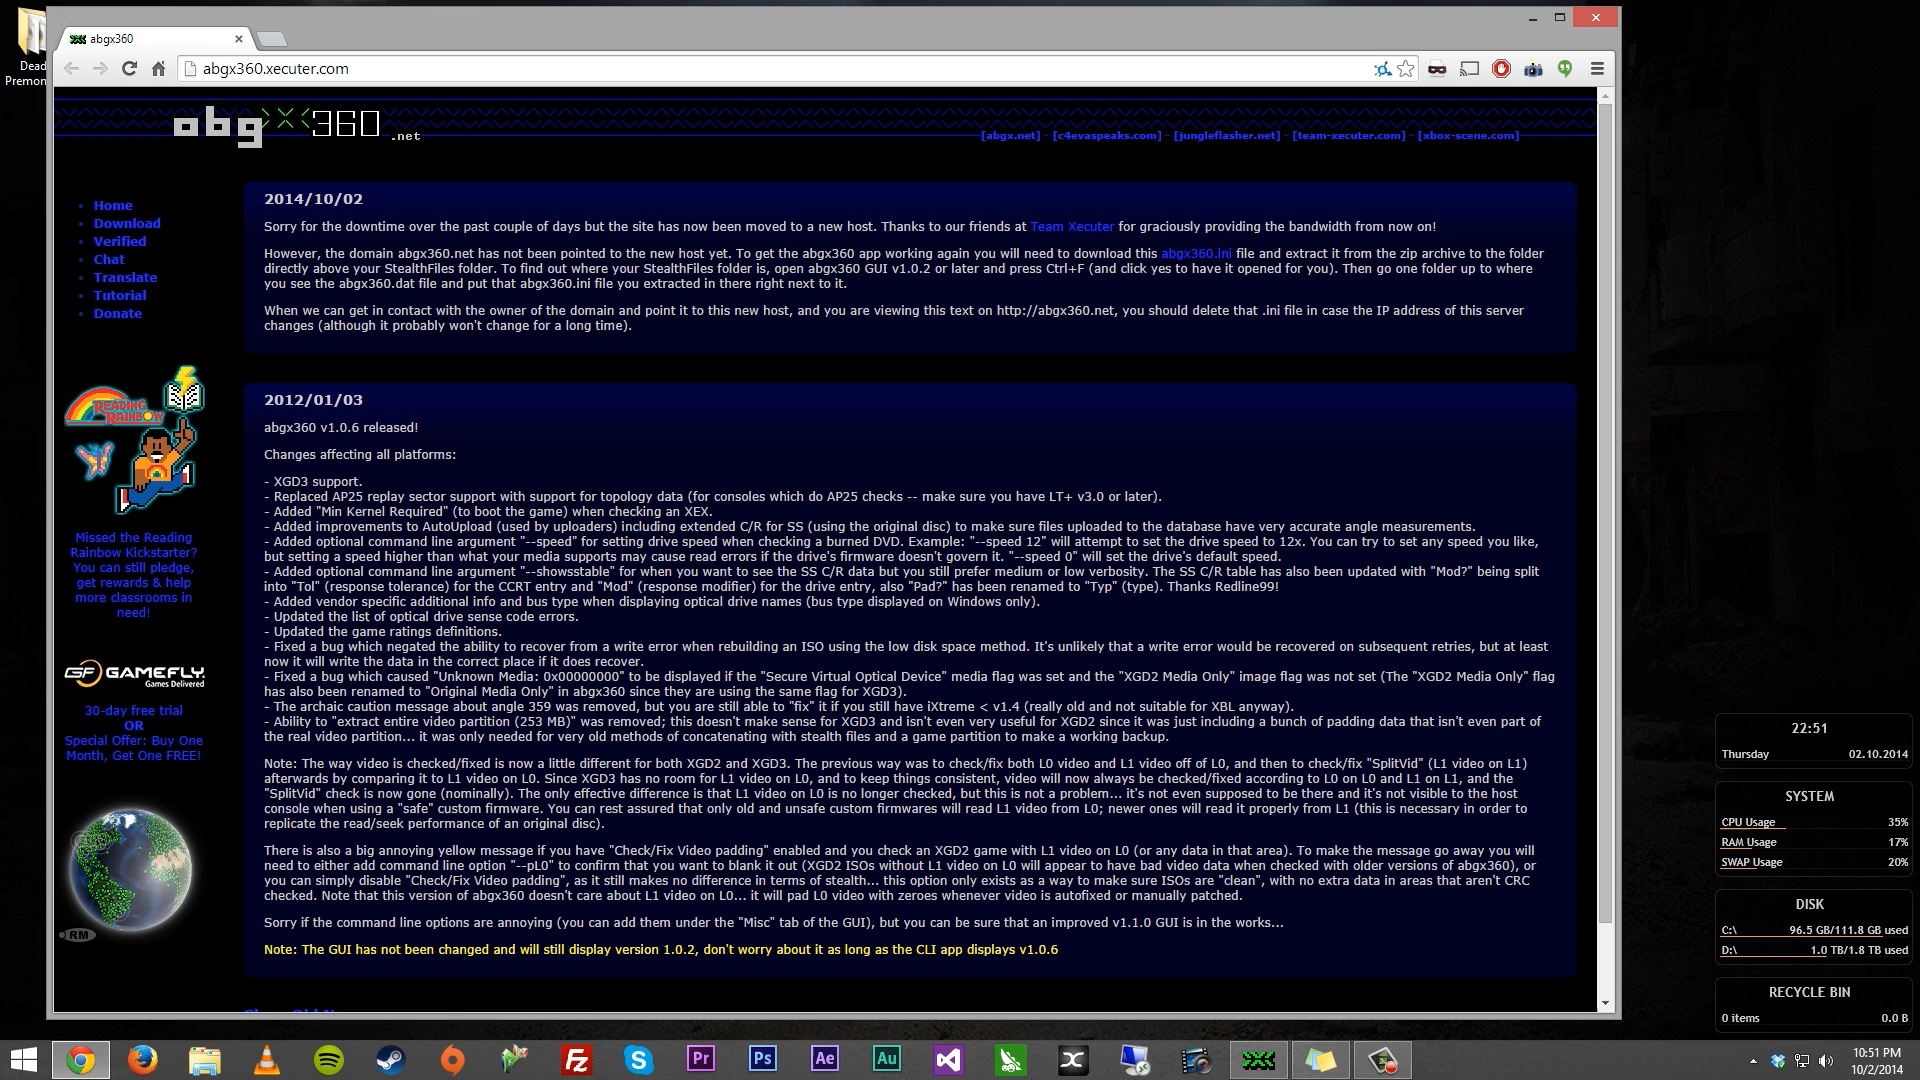 Dead
Premon
abgx360
abgx360.xecuter.com
abgx360 .net
[abgx.net] - [c4evaspeaks.com] - [jungleflasher.net] - [team-xecuter.com] - [xbox-scene.com]
Home
Download
Verified
Chat
Translate
Tutorial
Donate
READING RAINBOW
Missed the Reading
Rainbow Kickstarter?
You can still pledge,
get rewards & help
more classrooms in
need!
GF GAMEFLY
Games Delivered
30-day free trial
OR
Special Offer: Buy One
Month, Get One FREE!
RM
2014/10/02
Sorry for the downtime over the past couple of days but the site has now been moved to a new host. Thanks to our friends at Team Xecuter for graciously providing the bandwidth from now on!
However, the domain abgx360.net has not been pointed to the new host yet. To get the abgx360 app working again you will need to download this abgx360.ini file and extract it from the zip archive to the folder
directly above your StealthFiles folder. To find out where your StealthFiles folder is, open abgx360 GUI v1.0.2 or later and press Ctrl+F (and click yes to have it opened for you). Then go one folder up to where
you see the abgx360.dat file and put that abgx360.ini file you extracted in there right next to it.
When we can get in contact with the owner of the domain and point it to this new host, and you are viewing this text on http://abgx360.net, you should delete that .ini file in case the IP address of this server
changes (although it probably won't change for a long time).
2012/01/03
abgx360 v1.0.6 released!
Changes affecting all platforms:
- XGD3 support.
- Replaced AP25 replay sector support with support for topology data (for consoles which do AP25 checks -- make sure you have LT+ v3.0 or later).
- Added "Min Kernel Required" (to boot the game) when checking an XEX.
- Added improvements to AutoUpload (used by uploaders) including extended C/R for SS (using the original disc) to make sure files uploaded to the database have very accurate angle measurements.
- Added optional command line argument "--speed" for setting drive speed when checking a burned DVD. Example: "--speed 12" will attempt to set the drive speed to 12x. You can try to set any speed you like,
but setting a speed higher than what your media supports may cause read errors if the drive's firmware doesn't govern it. "--speed 0" will set the drive's default speed.
- Added optional command line argument "--showsstable" for when you want to see the SS C/R data but you still prefer medium or low verbosity. The SS C/R table has also been updated with "Mod?" being split
into "Tol" (response tolerance) for the CCRT entry and "Mod" (response modifier) for the drive entry, also "Pad?" has been renamed to "Typ" (type). Thanks Redline99!
- Added vendor specific additional info and bus type when displaying optical drive names (bus type displayed on Windows only).
- Updated the list of optical drive sense code errors.
- Updated the game ratings definitions.
- Fixed a bug which negated the ability to recover from a write error when rebuilding an ISO using the low disk space method. It's unlikely that a write error would be recovered on subsequent retries, but at least
now it will write the data in the correct place if it does recover.
- Fixed a bug which caused "Unknown Media: 0x00000000" to be displayed if the "Secure Virtual Optical Device" media flag was set and the "XGD2 Media Only" image flag was not set (The "XGD2 Media Only" flag
has also been renamed to "Original Media Only" in abgx360 since they are using the same flag for XGD3).
- The archaic caution message about angle 359 was removed, but you are still able to "fix" it if you still have iXtreme < v1.4 (really old and not suitable for XBL anyway).
- Ability to "extract entire video partition (253 MB)" was removed; this doesn't make sense for XGD3 and isn't even very useful for XGD2 since it was just including a bunch of padding data that isn't even part of
the real video partition... it was only needed for very old methods of concatenating with stealth files and a game partition to make a working backup.
Note: The way video is checked/fixed is now a little different for both XGD2 and XGD3. The previous way was to check/fix both L0 video and L1 video off of L0, and then to check/fix "SplitVid" (L1 video on L1)
afterwards by comparing it to L1 video on L0. Since XGD3 has no room for L1 video on L0, and to keep things consistent, video will now always be checked/fixed according to L0 on L0 and L1 on L1, and the
"SplitVid" check is now gone (nominally). The only effective difference is that L1 video on L0 is no longer checked, but this is not a problem... it's not even supposed to be there and it's not visible to the host
console when using a "safe" custom firmware. You can rest assured that only old and unsafe custom firmwares will read L1 video from L0; newer ones will read it properly from L1 (this is necessary in order to
replicate the read/seek performance of an original disc).
There is also a big annoying yellow message if you have "Check/Fix Video padding" enabled and you check an XGD2 game with L1 video on L0 (or any data in that area). To make the message go away you will
need to either add command line option "--pL0" to confirm that you want to blank it out (XGD2 ISOs without L1 video on L0 will appear to have bad video data when checked with older versions of abgx360), or
you can simply disable "Check/Fix Video padding", as it still makes no difference in terms of stealth... this option only exists as a way to make sure ISOs are "clean", with no extra data in areas that aren't CRC
checked. Note that this version of abgx360 doesn't care about L1 video on L0... it will pad L0 video with zeroes whenever video is autofixed or manually patched.
Sorry if the command line options are annoying (you can add them under the "Misc" tab of the GUI), but you can be sure that an improved v1.1.0 GUI is in the works...
Note: The GUI has not been changed and will still display version 1.0.2, don't worry about it as long as the CLI app displays v1.0.6
22:51
Thursday 02.10.2014
SYSTEM
CPU Usage 35%
RAM Usage 17%
SWAP Usage 20%
DISK
C:\ 96.5 GB/111.8 GB used
D:\ 1.0 TB/1.8 TB used
RECYCLE BIN
0 items 0.0 B
Fz
S
Pr
Ps
Ae
Au
10:51 PM
10/2/2014